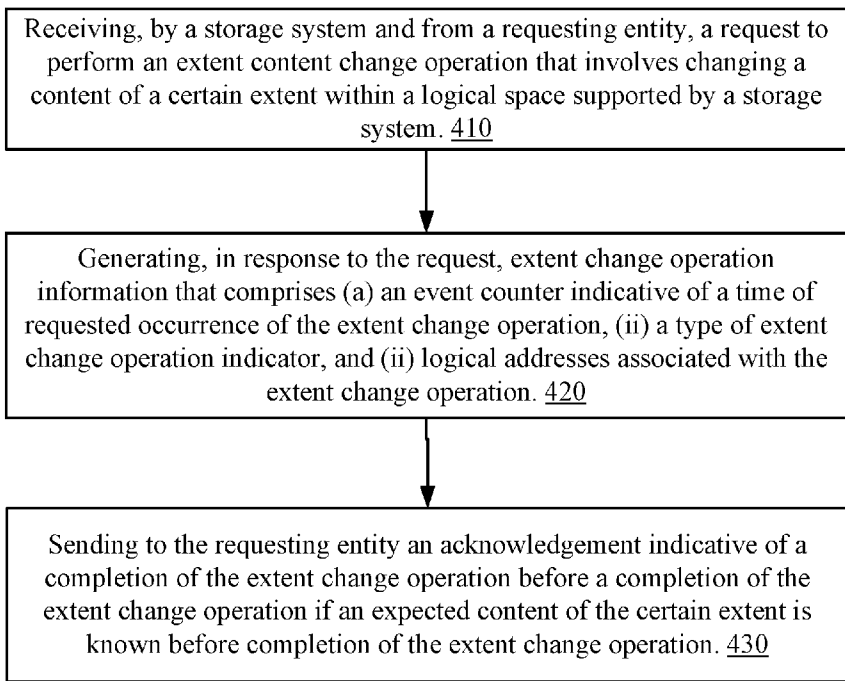 Receiving, by a storage system and from a requesting entity, a request to
perform an extent content change operation that involves changing a
content of a certain extent within a logical space supported by a storage
system. 410
Generating, in response to the request, extent change operation
information that comprises (a) an event counter indicative of a time of
requested occurrence of the extent change operation, (ii) a type of extent
change operation indicator, and (ii) logical addresses associated with the
extent change operation. 420
Sending to the requesting entity an acknowledgement indicative of a
completion of the extent change operation before a completion of the
extent change operation if an expected content of the certain extent is
known before completion of the extent change operation. 430